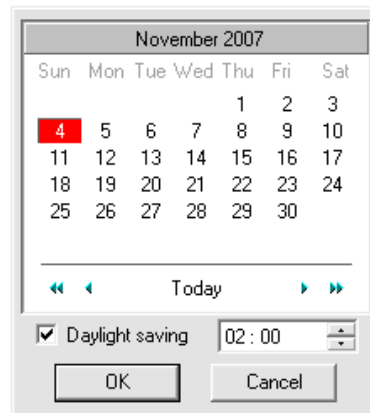 November 2007
Sun Mon Tue Wed Thu Fri Sat
1 2 3
4 5 6 7 8 9 10
11 12 13 14 15 16 17
18 19 20 21 22 23 24
25 26 27 28 29 30
Today
Daylight saving 02 : 00
OK Cancel